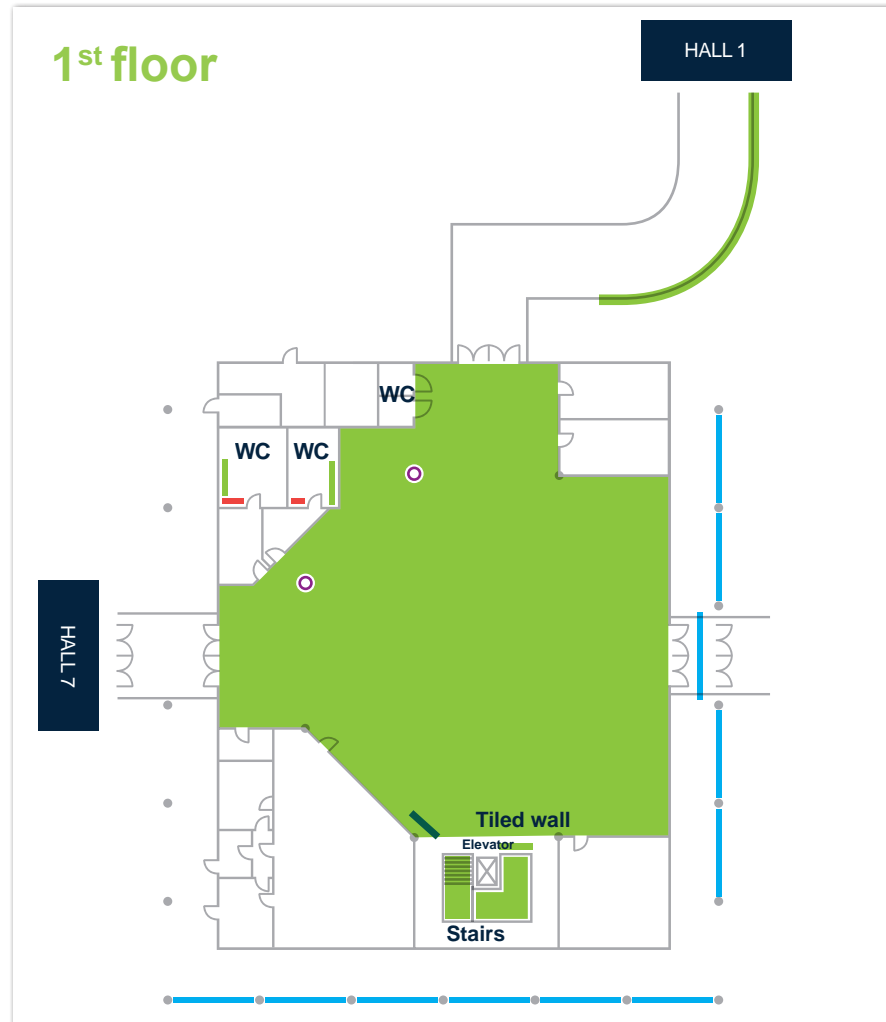 1st floor
HALL 1
WC
WC
WC
HALL 7
Tiled wall
Elevator
Stairs